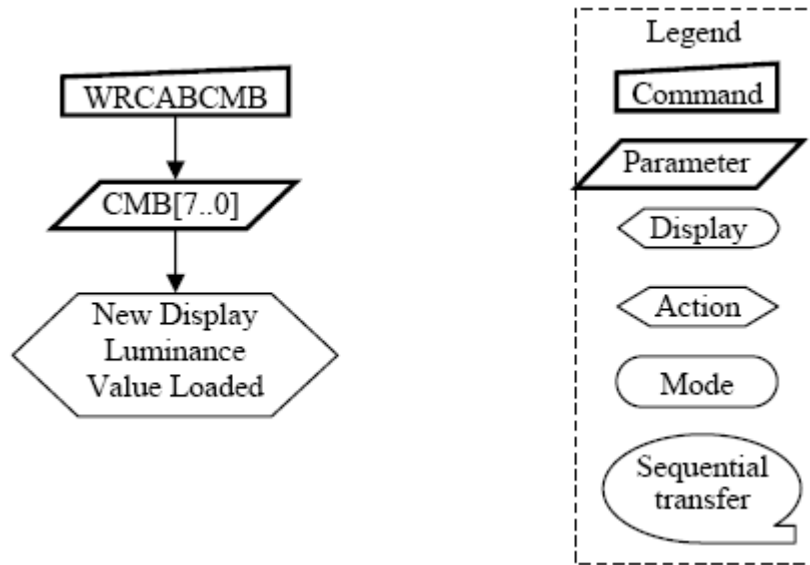 WRCABCMB
CMB[7..0]
New Display
Luminance
Value Loaded
Legend
Command
Parameter
Display
Action
Mode
Sequential
transfer